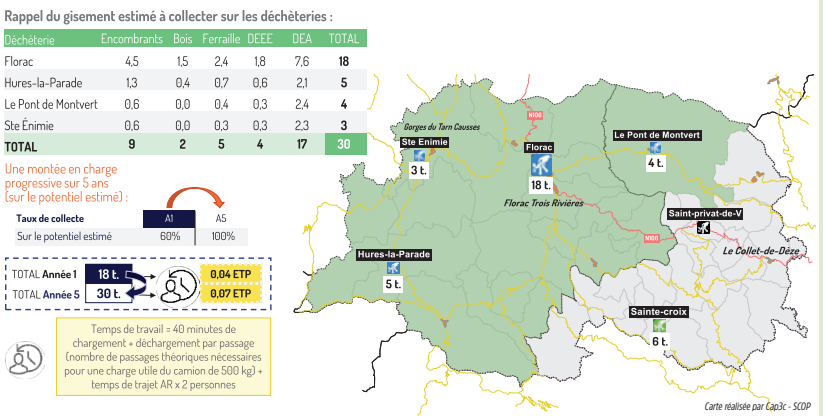 Rappel du gisement estimé à collecter sur les déchèteries :
Déchèterie Encombrants Bois Ferraille DEEE DEA TOTAL
Florac 4,5 1,5 2,4 1,8 7,6 18
Hures-la-Parade 1,3 0,4 0,7 0,6 2,1 5
Le Pont de Montvert 0,6 0,0 0,4 0,3 2,4 4
Ste Énimie 0,6 0,0 0,3 0,3 2,3 3
TOTAL 9 2 5 4 17 30
Une montée en charge
progressive sur 5 ans
(sur le potentiel estimé) :
Taux de collecte A1 A5
Sur le potentiel estimé 60% 100%
TOTAL Année 1 18 t. 0,04 ETP
TOTAL Année 5 30 t. 0,07 ETP
Temps de travail = 40 minutes de
chargement + déchargement par passage
(nombre de passages théoriques nécessaires
pour une charge utile du camion de 500 kg) +
temps de trajet AR x 2 personnes
N106
Gorges du Tarn Causses
Ste Enimie
3 t.
Florac
18 t.
Le Pont de Montvert
4 t.
Florac Trois Rivières
Saint-privat-de-V
N106
Le Collet-de-Dèze
Hures-la-Parade
5 t.
Sainte-croix
6 t.
Carte réalisée par Cap3c - SCOP